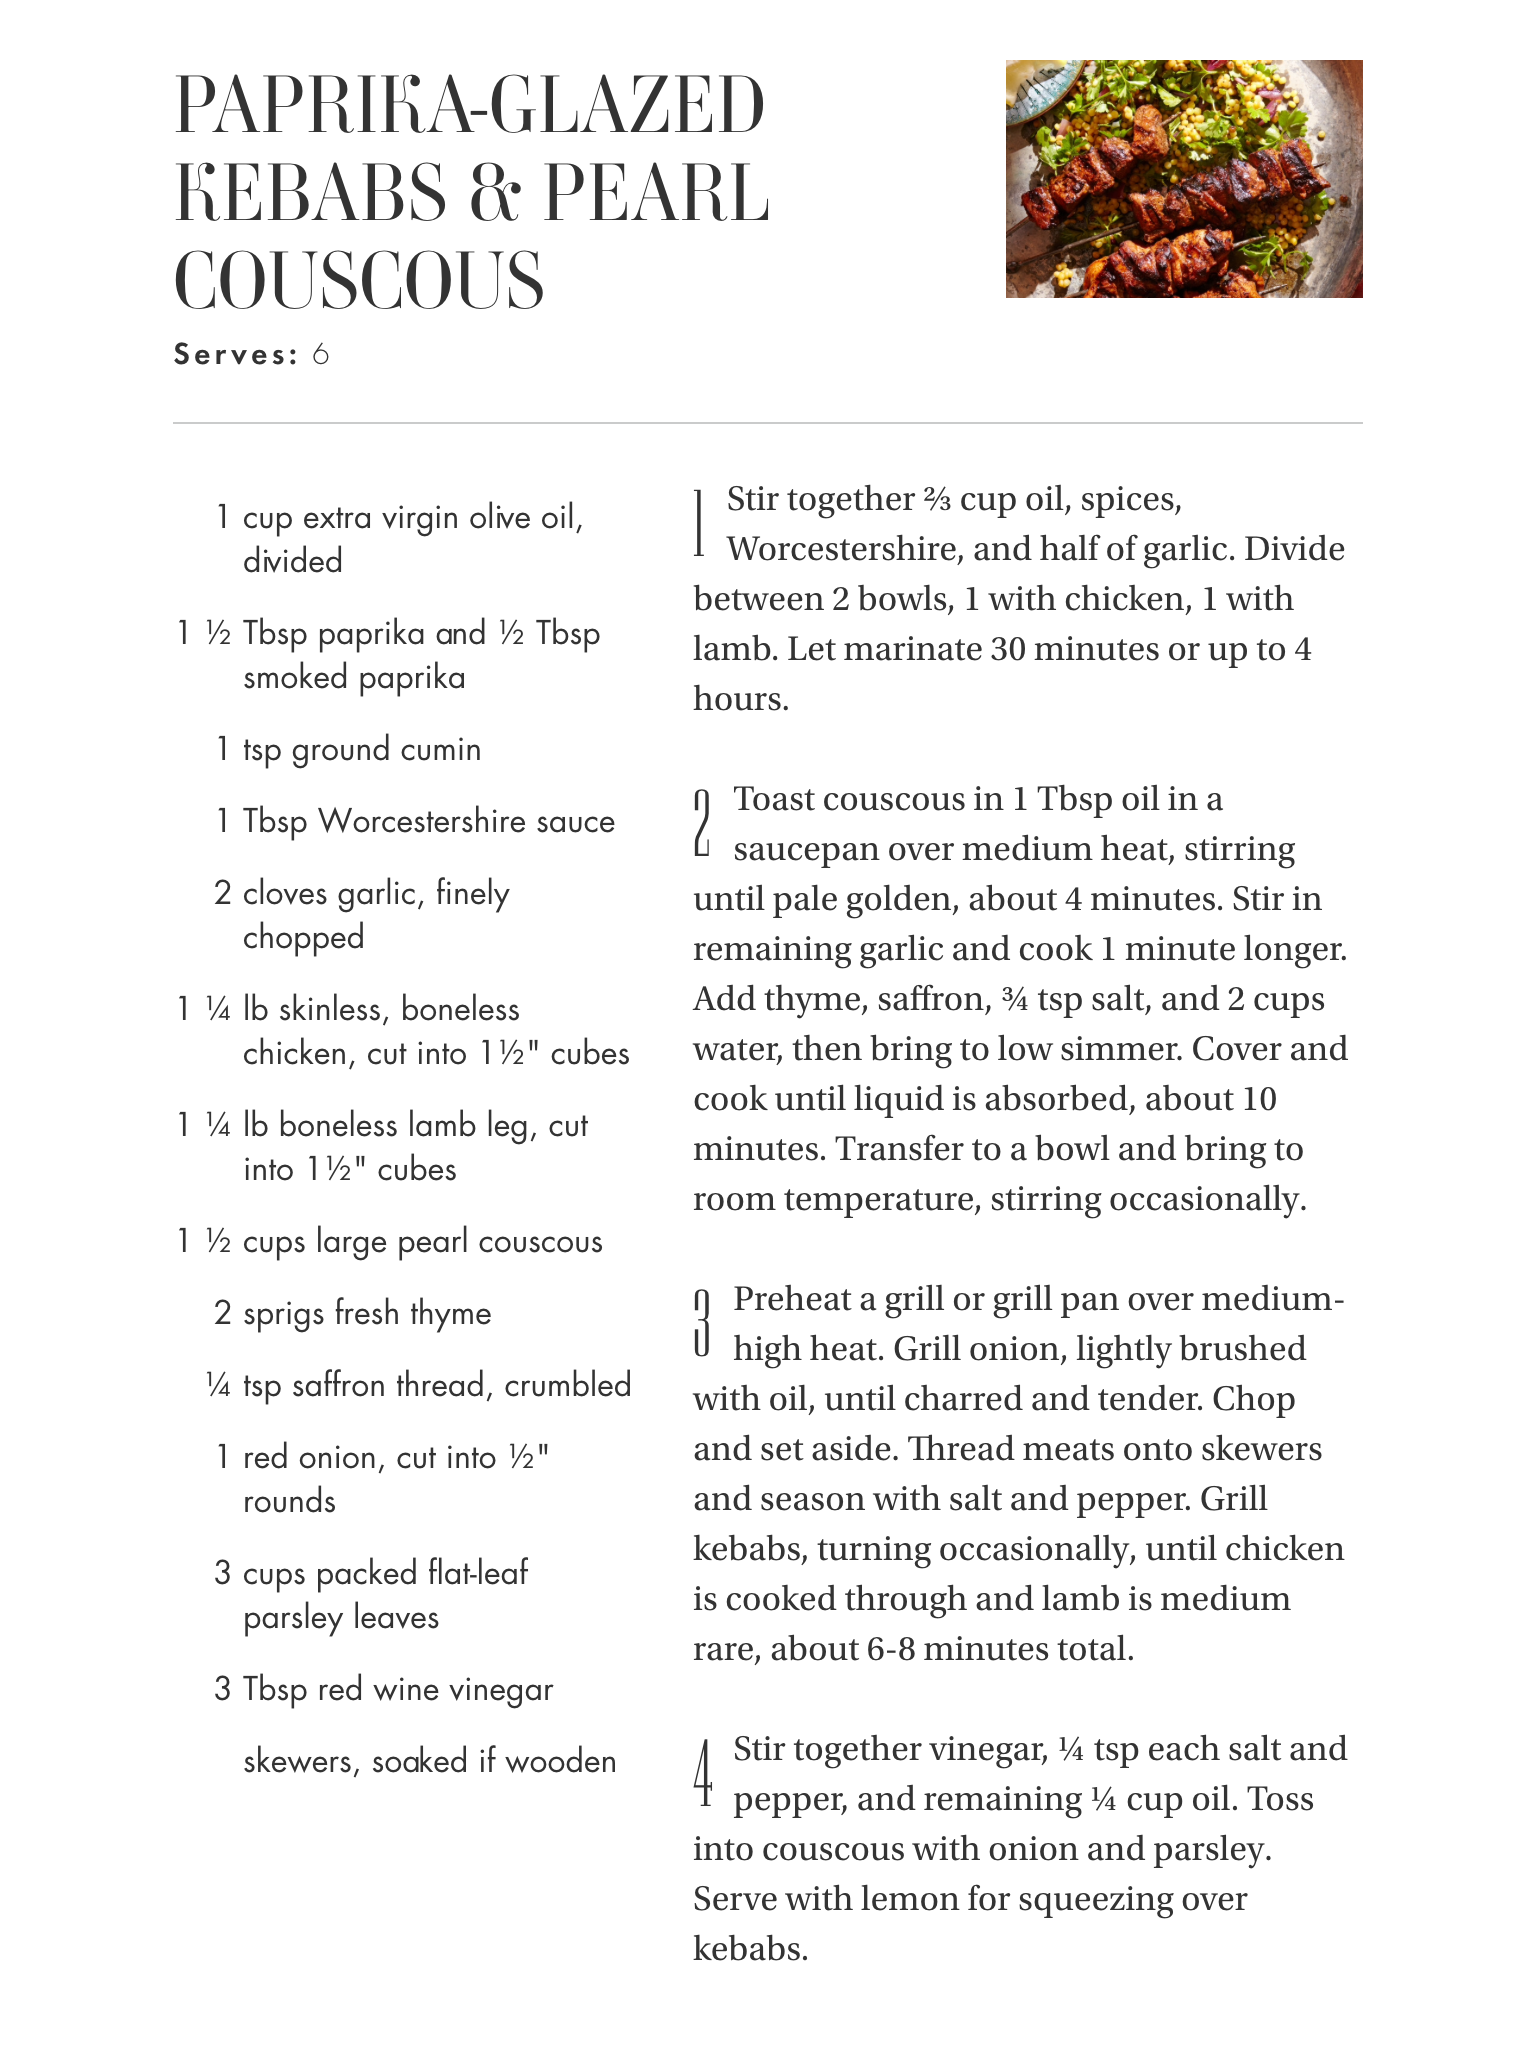 PAPRIKA-GLAZED
KEBABS & PEARL
COUSCOUS
Serves: 6
1 cup extra virgin olive oil,
divided
1 ½ Tbsp paprika and ½ Tbsp
smoked paprika
1 tsp ground cumin
1 Tbsp Worcestershire sauce
2 cloves garlic, finely
chopped
1 ¼ lb skinless, boneless
chicken, cut into 1½" cubes
1 ¼ lb boneless lamb leg, cut
into 1½" cubes
1 ½ cups large pearl couscous
2 sprigs fresh thyme
¼ tsp saffron thread, crumbled
1 red onion, cut into ½"
rounds
3 cups packed flat-leaf
parsley leaves
3 Tbsp red wine vinegar
skewers, soaked if wooden
1 Stir together ⅔ cup oil, spices,
Worcestershire, and half of garlic. Divide
between 2 bowls, 1 with chicken, 1 with
lamb. Let marinate 30 minutes or up to 4
hours.
2 Toast couscous in 1 Tbsp oil in a
saucepan over medium heat, stirring
until pale golden, about 4 minutes. Stir in
remaining garlic and cook 1 minute longer.
Add thyme, saffron, ¾ tsp salt, and 2 cups
water, then bring to low simmer. Cover and
cook until liquid is absorbed, about 10
minutes. Transfer to a bowl and bring to
room temperature, stirring occasionally.
3 Preheat a grill or grill pan over medium-
high heat. Grill onion, lightly brushed
with oil, until charred and tender. Chop
and set aside. Thread meats onto skewers
and season with salt and pepper. Grill
kebabs, turning occasionally, until chicken
is cooked through and lamb is medium
rare, about 6-8 minutes total.
4 Stir together vinegar, ¼ tsp each salt and
pepper, and remaining ¼ cup oil. Toss
into couscous with onion and parsley.
Serve with lemon for squeezing over
kebabs.